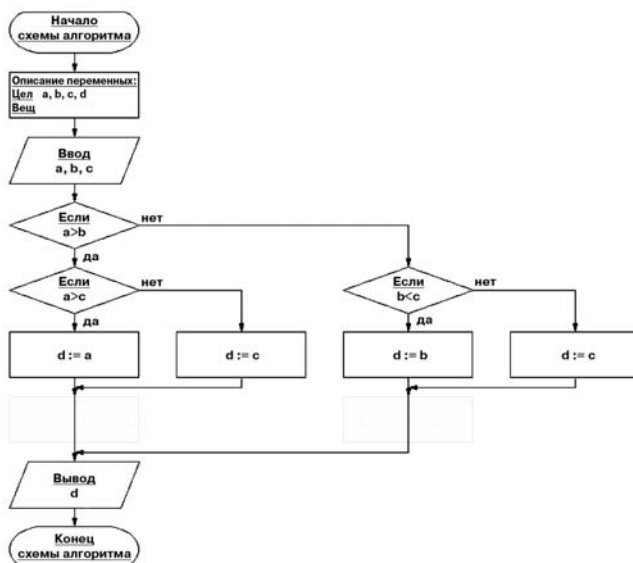 Начало
схемы алгоритма
Описание переменных:
Цел a, b, c, d
Вещ
Ввод
a, b, c
Если
a>b
нет
да
Если
a>c
нет
да
Если
b<c
нет
да
d := a
d := c
d := b
d := c
Вывод
d
Конец
схемы алгоритма